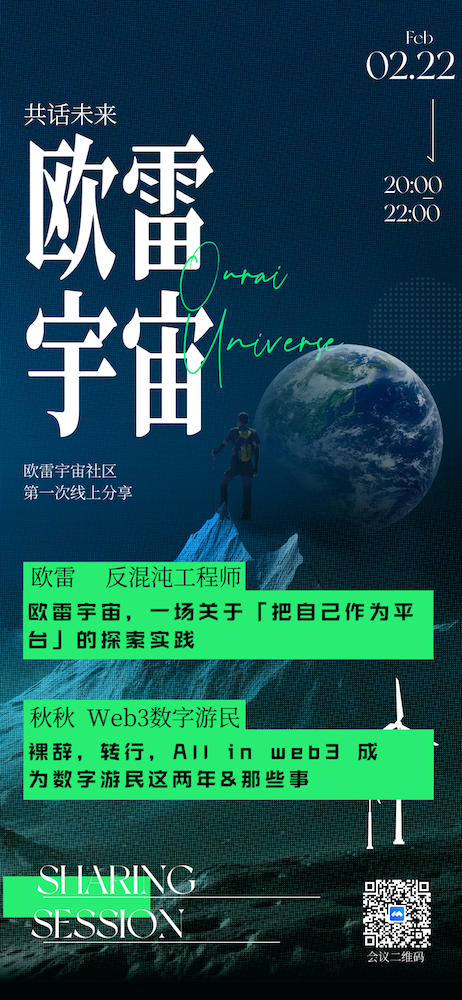 Feb
02.22
20:00
22:00
共话未来
欧雷
宇宙
Ourai
Universe
欧雷宇宙社区
第一次线上分享
欧雷 反混沌工程师
欧雷宇宙，一场关于「把自己作为平
台」的探索实践
秋秋 Web3数字游民
裸辞，转行，All in web3 成
为数字游民这两年&那些事
SHARING
SESSION
会议二维码